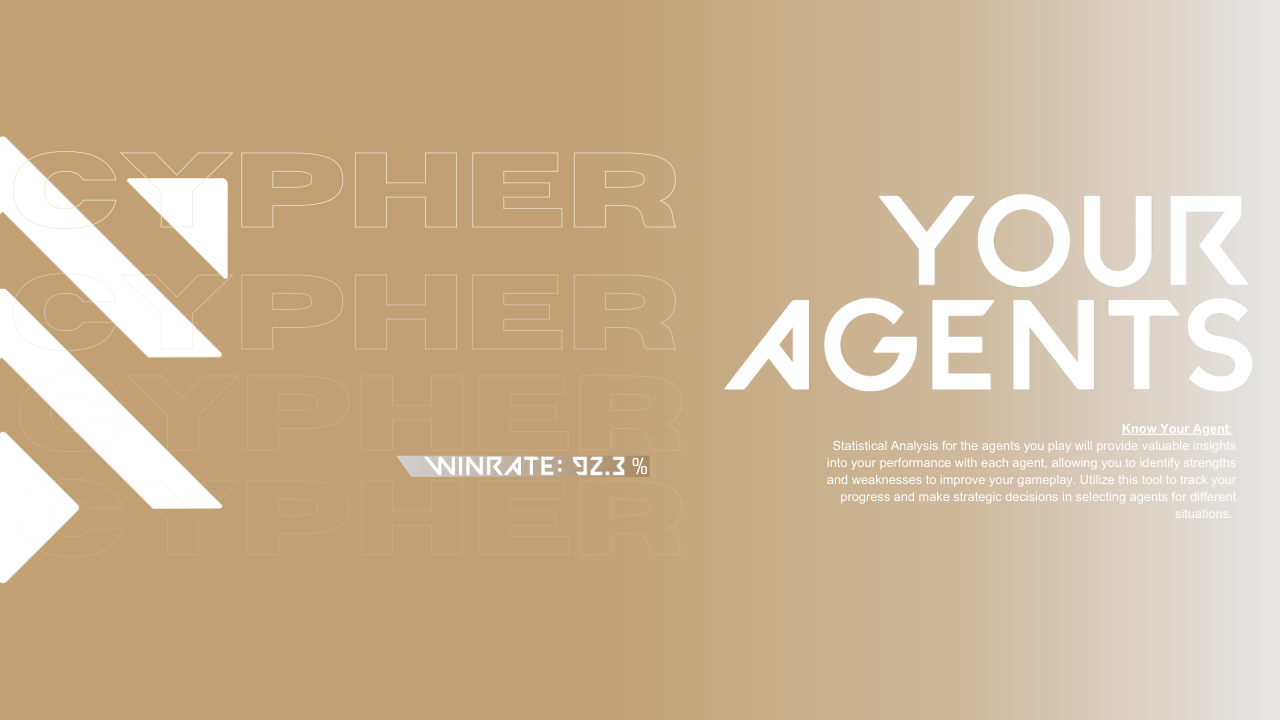 CYPHER
CYPHER
CYPHER
CYPHER
WINRATE: 92.3 %
YOUR
AGENTS
Know Your Agent:
Statistical Analysis for the agents you play will provide valuable insights
into your performance with each agent, allowing you to identify strengths
and weaknesses to improve your gameplay. Utilize this tool to track your
progress and make strategic decisions in selecting agents for different
situations.